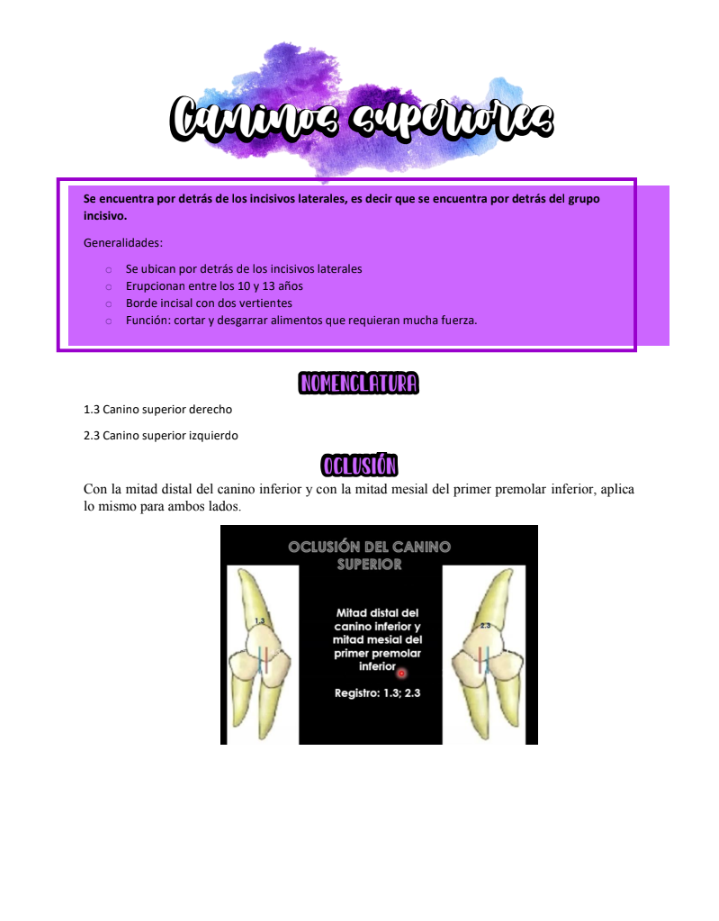 Caninos superiores
Se encuentra por detrás de los incisivos laterales, es decir que se encuentra por detrás del grupo
incisivo.
Generalidades:
o Se ubican por detrás de los incisivos laterales
o Erupcionan entre los 10 y 13 años
o Borde incisal con dos vertientes
o Función: cortar y desgarrar alimentos que requieran mucha fuerza.
NOMENCLATURA
1.3 Canino superior derecho
2.3 Canino superior izquierdo
OCLUSIÓN
Con la mitad distal del canino inferior y con la mitad mesial del primer premolar inferior, aplica
lo mismo para ambos lados.
OCLUSIÓN DEL CANINO
SUPERIOR
1.3
2.3
Mitad distal del
canino inferior y
mitad mesial del
primer premolar
inferior
Registro: 1.3; 2.3